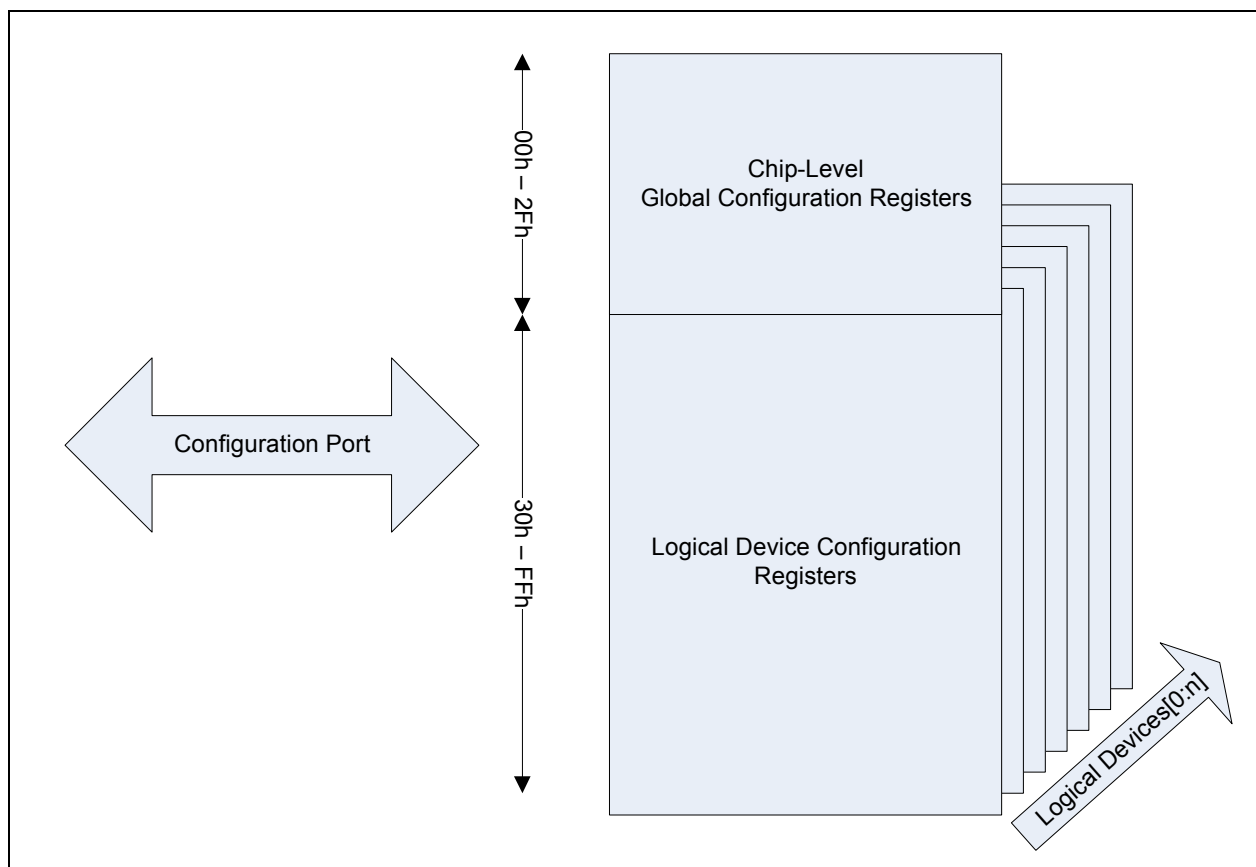 00h – 2Fh
Chip-Level
Global Configuration Registers
Configuration Port
30h – FFh
Logical Device Configuration
Registers
Logical Devices[0:n]